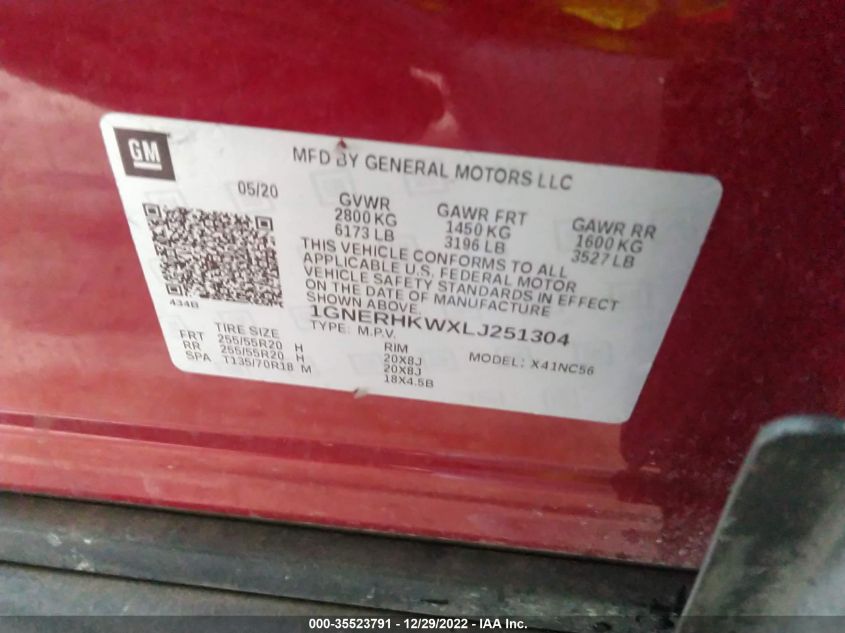 GM
MFD BY GENERAL MOTORS LLC
05/20
GVWR
2800 KG
6173 LB
GAWR FRT
1450 KG
3196 LB
GAWR RR
1600 KG
3527 LB
THIS VEHICLE CONFORMS TO ALL
APPLICABLE U.S. FEDERAL MOTOR
VEHICLE SAFETY STANDARDS IN EFFECT
ON THE DATE OF MANUFACTURE
SHOWN ABOVE.
434B
1GNERHKWXLJ251304
TYPE: M.P.V.
MODEL: X41NC56
TIRE SIZE RIM
FRT 255/55R20 H 20X8J
RR 255/55R20 H 20X8J
SPA T135/70R18 M 18X4.5B
000-35523791 - 12/29/2022 - IAA Inc.